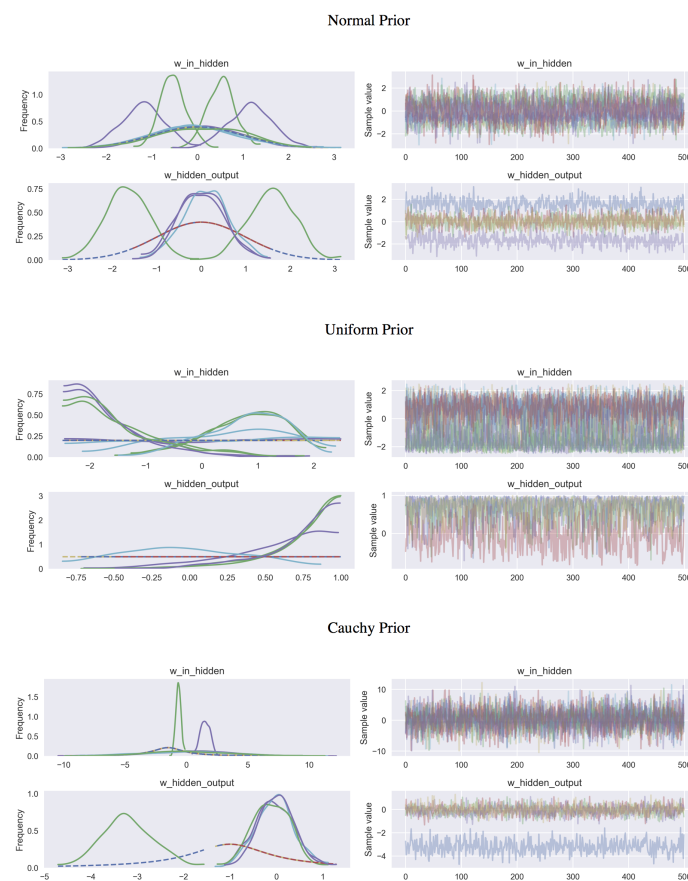 Normal Prior
w_in_hidden
w_in_hidden
Frequency
1.0
0.5
0.0
−3 −2 −1 0 1 2 3
Sample value
2
0
−2
0 100 200 300 400 500
w_hidden_output
w_hidden_output
Frequency
0.75
0.50
0.25
0.00
−3 −2 −1 0 1 2 3
Sample value
2
0
−2
0 100 200 300 400 500
Uniform Prior
w_in_hidden
w_in_hidden
Frequency
0.75
0.50
0.25
0.00
−2 −1 0 1 2
Sample value
2
0
−2
0 100 200 300 400 500
w_hidden_output
w_hidden_output
Frequency
3
2
1
0
−0.75 −0.50 −0.25 0.00 0.25 0.50 0.75 1.00
Sample value
1
0
0 100 200 300 400 500
Cauchy Prior
w_in_hidden
w_in_hidden
Frequency
1.5
1.0
0.5
0.0
−10 −5 0 5 10
Sample value
10
0
−10
0 100 200 300 400 500
w_hidden_output
w_hidden_output
Frequency
1.0
0.5
0.0
−5 −4 −3 −2 −1 0 1
Sample value
0
−2
−4
0 100 200 300 400 500